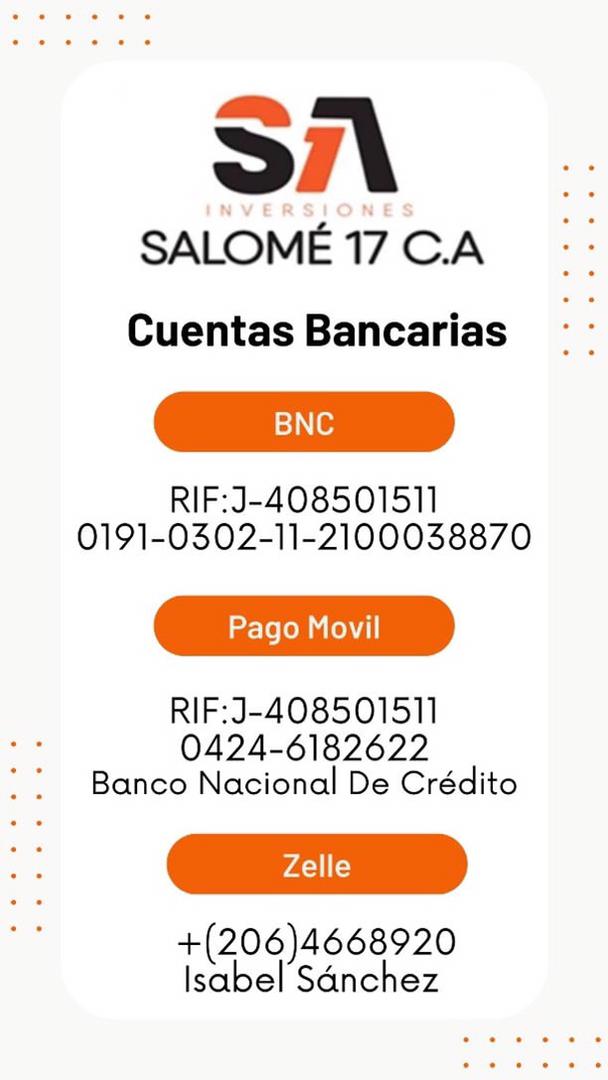 S1A
INVERSIONES
SALOMÉ 17 C.A
Cuentas Bancarias
BNC
RIF:J-408501511
0191-0302-11-2100038870
Pago Movil
RIF:J-408501511
0424-6182622
Banco Nacional De Crédito
Zelle
+(206)4668920
Isabel Sánchez